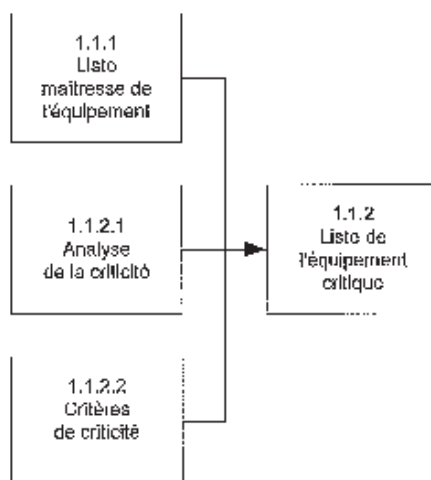 1.1.1
Liste
maîtresse de
l'équipement
1.1.2.1
Analyse
de la criticité
1.1.2
Liste de
l'équipement
critique
1.1.2.2
Critères
de criticité